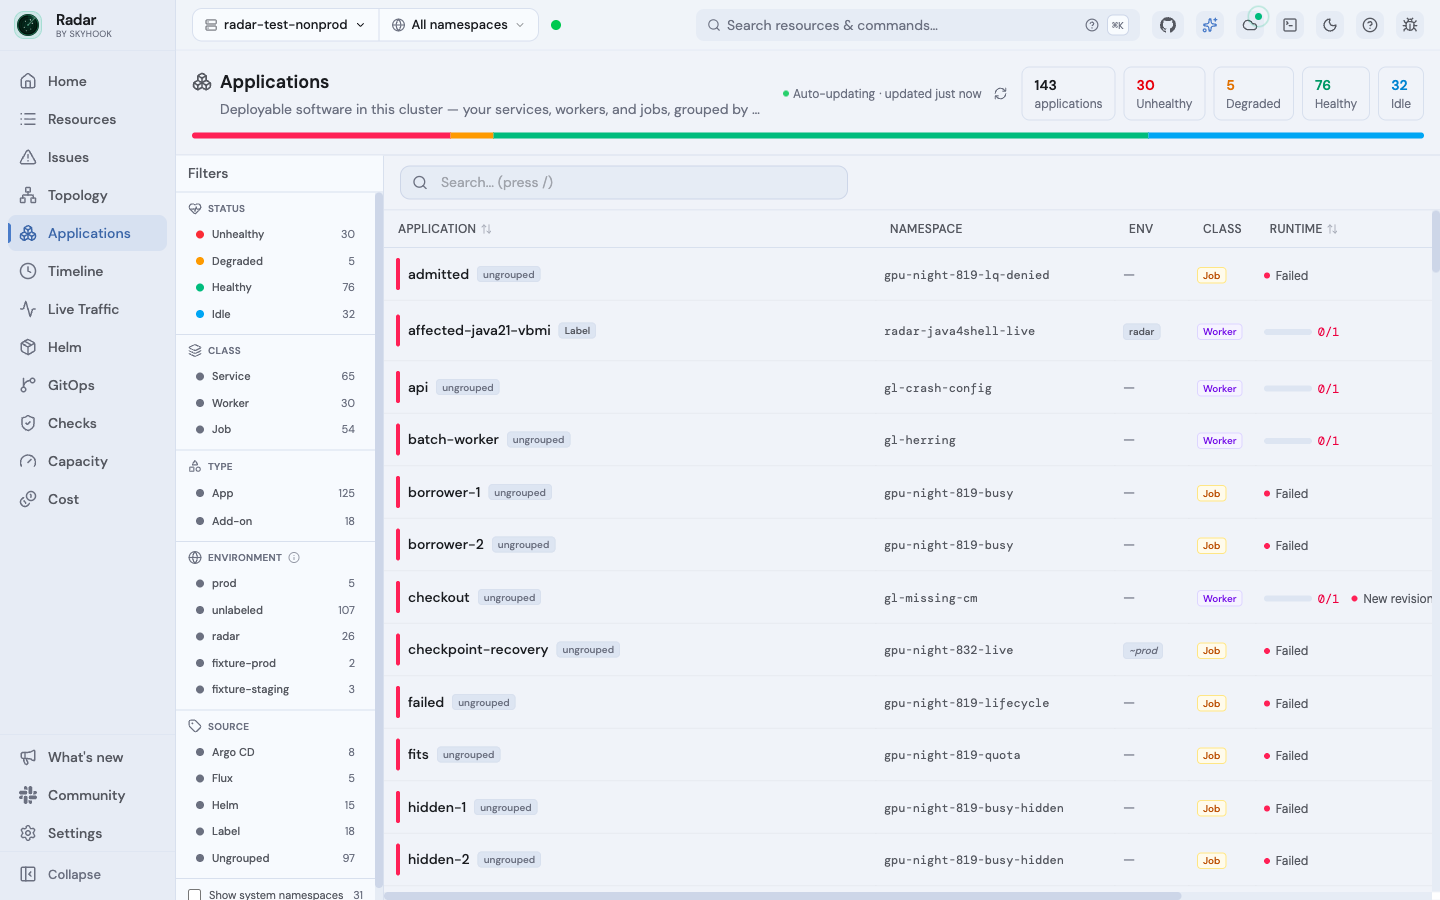 Radar
BY SKYHOOK
radar-test-nonprod
All namespaces
Search resources & commands...
⌘K
Home
Resources
Issues
Topology
Applications
Timeline
Live Traffic
Helm
GitOps
Checks
Capacity
Cost
What's new
Community
Settings
Collapse
Applications
Deployable software in this cluster — your services, workers, and jobs, grouped by ...
Auto-updating · updated just now
143 applications
30 Unhealthy
5 Degraded
76 Healthy
32 Idle
Filters
STATUS
Unhealthy 30
Degraded 5
Healthy 76
Idle 32
CLASS
Service 65
Worker 30
Job 54
TYPE
App 125
Add-on 18
ENVIRONMENT
prod 5
unlabeled 107
radar 26
fixture-prod 2
fixture-staging 3
SOURCE
Argo CD 8
Flux 5
Helm 15
Label 18
Ungrouped 97
Show system namespaces 31
Search... (press /)
APPLICATION NAMESPACE ENV CLASS RUNTIME
admitted ungrouped gpu-night-819-lq-denied — Job Failed
affected-java21-vbmi Label radar-java4shell-live radar Worker 0/1
api ungrouped gl-crash-config — Worker 0/1
batch-worker ungrouped gl-herring — Worker 0/1
borrower-1 ungrouped gpu-night-819-busy — Job Failed
borrower-2 ungrouped gpu-night-819-busy — Job Failed
checkout ungrouped gl-missing-cm — Worker 0/1 New revision
checkpoint-recovery ungrouped gpu-night-832-live ~prod Job Failed
failed ungrouped gpu-night-819-lifecycle — Job Failed
fits ungrouped gpu-night-819-quota — Job Failed
hidden-1 ungrouped gpu-night-819-busy-hidden — Job Failed
hidden-2 ungrouped gpu-night-819-busy-hidden — Job Failed